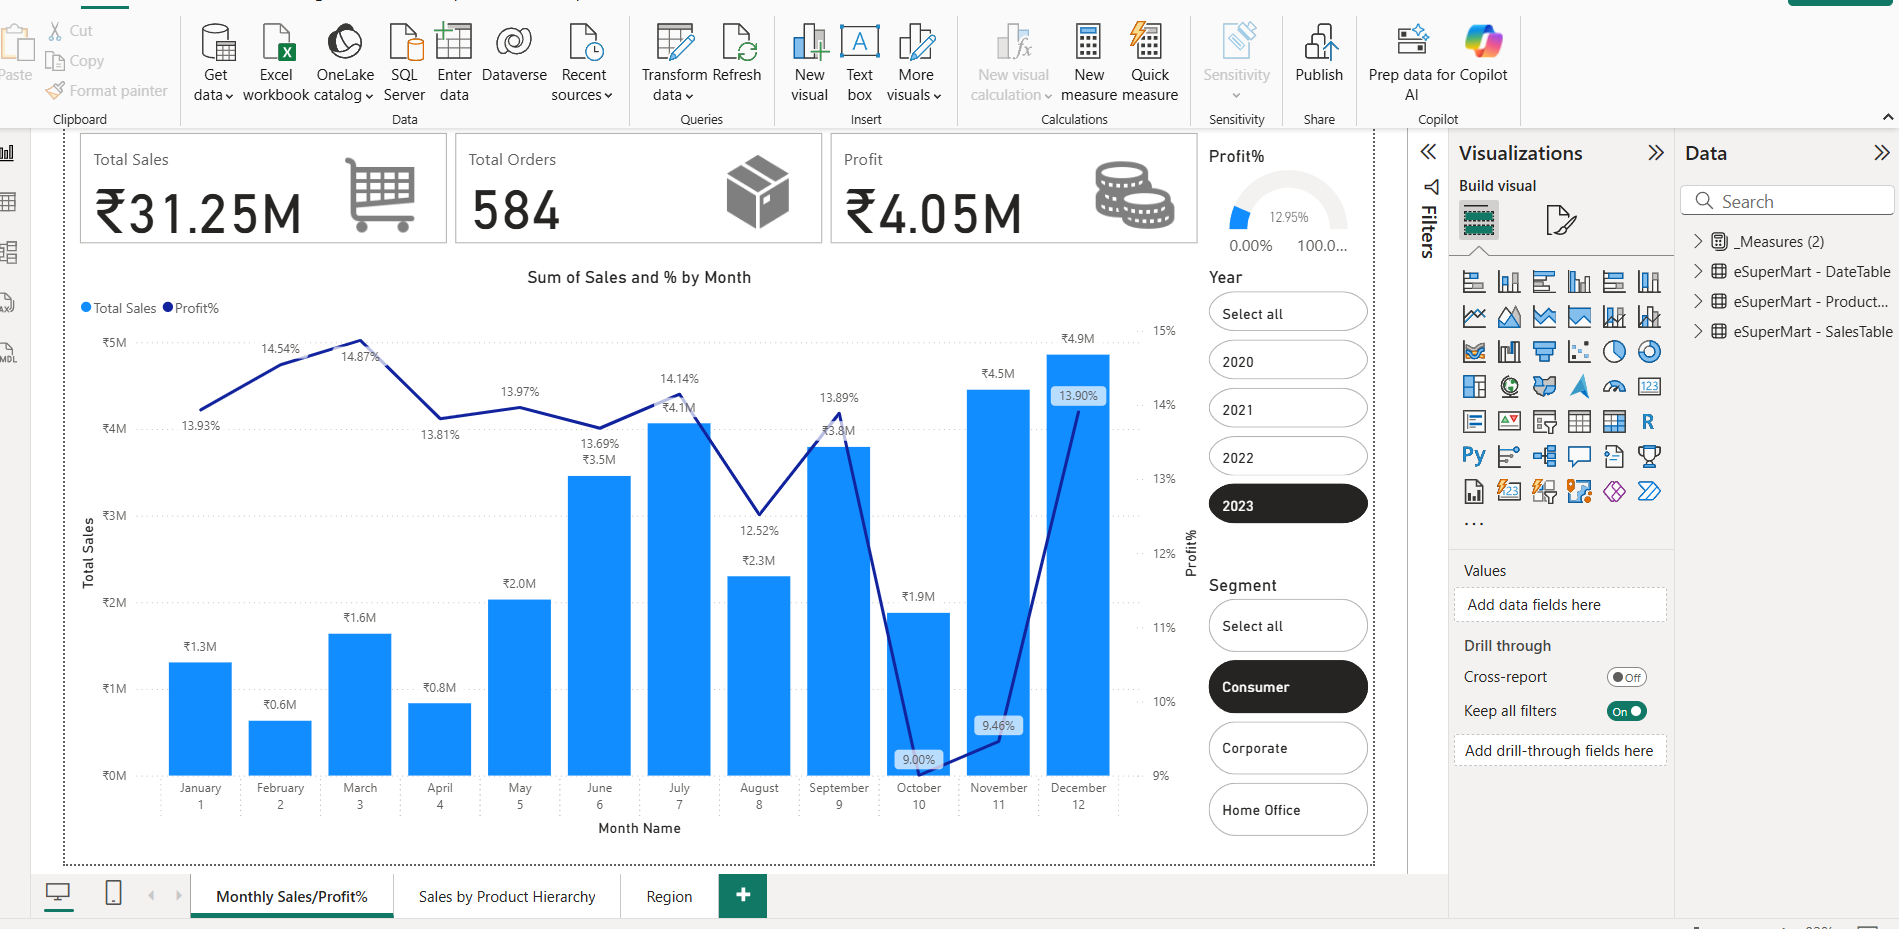 Paste
Cut
Copy
Format painter
Clipboard
Get data
Excel workbook
OneLake catalog
SQL Server
Enter data
Dataverse
Recent sources
Data
Transform data
Refresh
Queries
New visual
Text box
More visuals
Insert
New visual calculation
New measure
Quick measure
Calculations
Sensitivity
Sensitivity
Publish
Share
Prep data for AI
Copilot
Copilot
Total Sales
₹31.25M
Total Orders
584
Profit
₹4.05M
Profit%
12.95%
0.00%
100.0...
Sum of Sales and % by Month
Total Sales
Profit%
Total Sales
₹5M
₹4M
₹3M
₹2M
₹1M
₹0M
13.93%
14.54%
14.87%
13.81%
13.97%
13.69%
14.14%
12.52%
13.89%
9.00%
9.46%
13.90%
₹1.3M
₹0.6M
₹1.6M
₹0.8M
₹2.0M
₹3.5M
₹4.1M
₹2.3M
₹3.8M
₹1.9M
₹4.5M
₹4.9M
15%
14%
13%
12%
11%
10%
9%
Profit%
January
1
February
2
March
3
April
4
May
5
June
6
July
7
August
8
September
9
October
10
November
11
December
12
Month Name
Year
Select all
2020
2021
2022
2023
Segment
Select all
Consumer
Corporate
Home Office
Filters
Visualizations
Build visual
123
R
Py
123
...
Values
Add data fields here
Drill through
Cross-report
Off
Keep all filters
On
Add drill-through fields here
Data
Search
_Measures (2)
eSuperMart - DateTable
eSuperMart - Product...
eSuperMart - SalesTable
Monthly Sales/Profit%
Sales by Product Hierarchy
Region